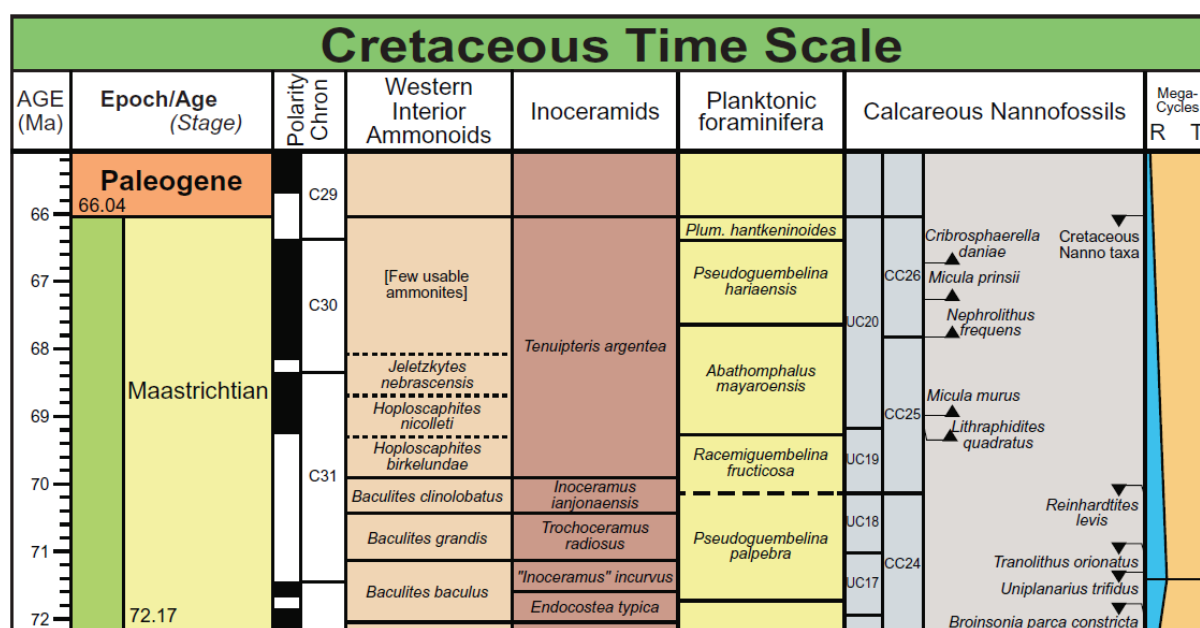 Cretaceous Time Scale
AGE
(Ma)
Epoch/Age
(Stage)
Polarity
Chron
Western
Interior
Ammonoids
Inoceramids
Planktonic
foraminifera
Calcareous Nannofossils
Mega-
Cycles
R T
66
67
68
69
70
71
72
Paleogene
66.04
Maastrichtian
72.17
C29
C30
C31
[Few usable
ammonites]
Jeletzkytes
nebrascensis
Hoploscaphites
nicolleti
Hoploscaphites
birkelundae
Baculites clinolobatus
Baculites grandis
Baculites baculus
Tenuipteris argentea
Inoceramus
ianjonaensis
Trochoceramus
radiosus
"Inoceramus" incurvus
Endocostea typica
Plum. hantkeninoides
Pseudoguembelina
hariaensis
Abathomphalus
mayaroensis
Racemiguembelina
fructicosa
Pseudoguembelina
palpebra
UC20
UC19
UC18
UC17
CC26
CC25
CC24
Cribrosphaerella
daniae
Cretaceous
Nanno taxa
Micula prinsii
Nephrolithus
frequens
Micula murus
Lithraphidites
quadratus
Reinhardtites
levis
Tranolithus orionatus
Uniplanarius trifidus
Broinsonia parca constricta